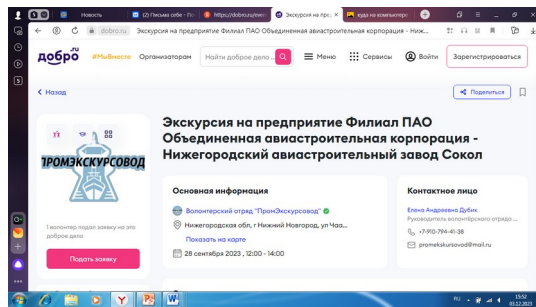 Новость
(2) Письма себе - По
https://dobro.ru/even
Экскурсия на пре
куда на компьютере
dobro.ru
Экскурсия на предприятие Филиал ПАО Объединенная авиастроительная корпорация - Ниж...
добро.ru
#МыВместе
Организаторам
Найти доброе дело
Меню
Сервисы
Войти
Зарегистрироваться
Назад
Поделиться
ПРОМЭКСКУРСОВОД
1 волонтер подал заявку на это доброе дело
Подать заявку
Экскурсия на предприятие Филиал ПАО
Объединенная авиастроительная корпорация -
Нижегородский авиастроительный завод Сокол
Основная информация
Волонтерский отряд "ПромЭкскурсовод"
Нижегородская обл, г Нижний Новгород, ул Чаа...
Показать на карте
28 сентября 2023, 12:00 - 14:00
Контактное лицо
Елена Андреевна Дубик
Руководитель волонтёрского отряда ...
+7-910-794-41-38
promekskursovod@mail.ru
RU
15:52
03.12.2023